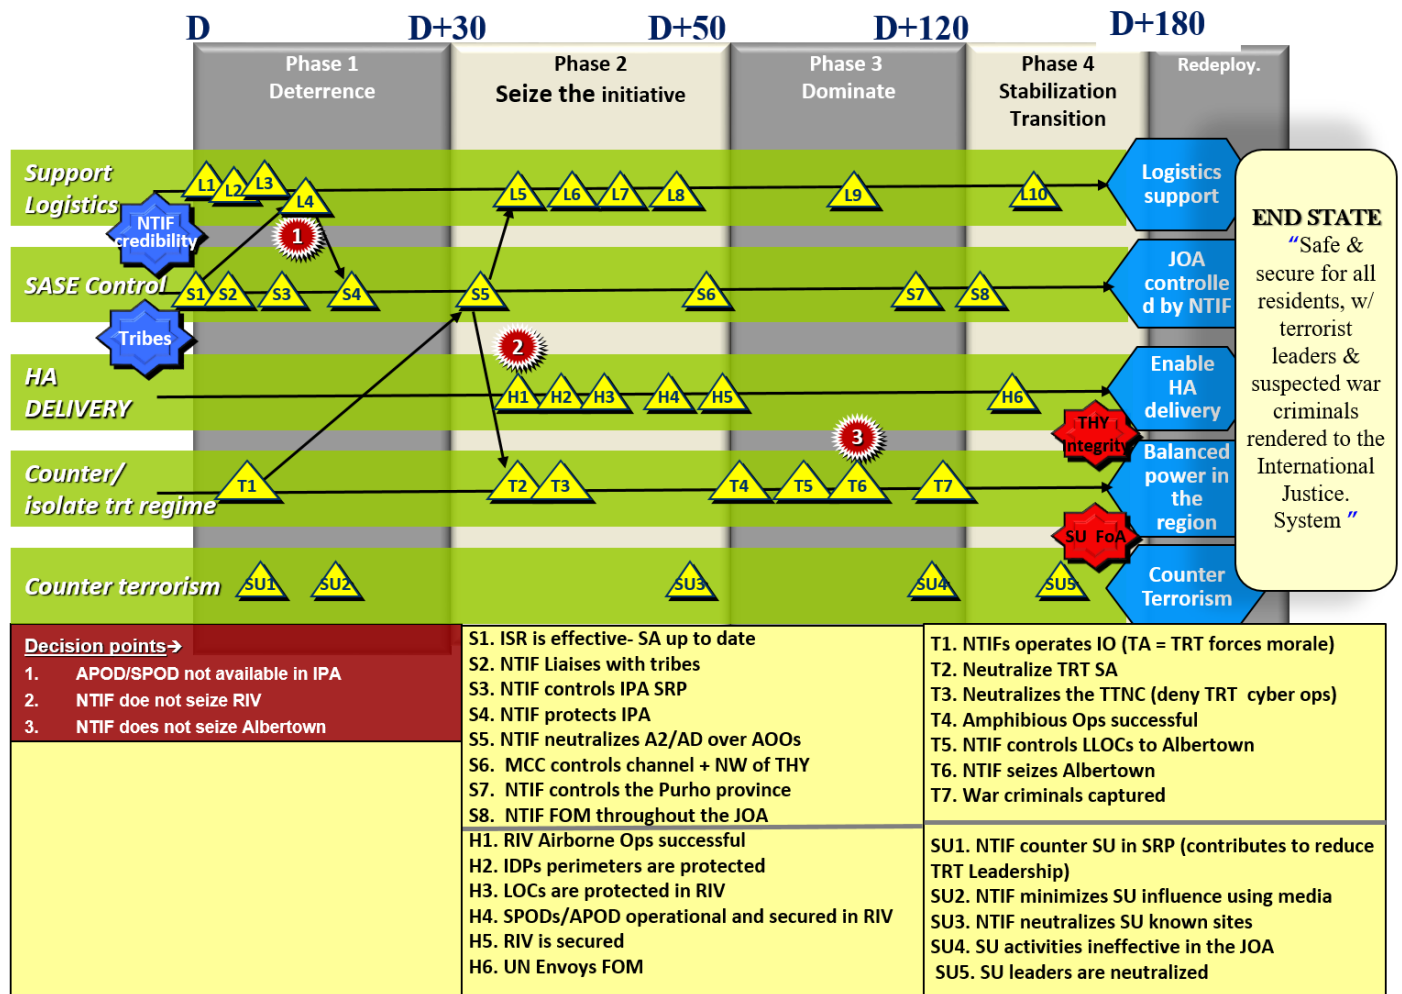 D
D+30
D+50
D+120
D+180
Phase 1
Deterrence
Phase 2
Seize the initiative
Phase 3
Dominate
Phase 4
Stabilization
Transition
Redeploy.
Support
Logistics
L1
L2
L3
L4
L5
L6
L7
L8
L9
L10
Logistics
support
NTIF
credibility
1
SASE Control
S1
S2
S3
S4
S5
S6
S7
S8
JOA
controlle
d by NTIF
Tribes
2
HA
DELIVERY
H1
H2
H3
H4
H5
H6
Enable
HA
delivery
THY
integrity
3
Counter/
isolate trt regime
T1
T2
T3
T4
T5
T6
T7
Balanced
power in
the
region
SU FoA
Counter terrorism
SU1
SU2
SU3
SU4
SU5
Counter
Terrorism
END STATE
“Safe &
secure for all
residents, w/
terrorist
leaders &
suspected war
criminals
rendered to the
International
Justice.
System ”
Decision points→
1. APOD/SPOD not available in IPA
2. NTIF doe not seize RIV
3. NTIF does not seize Albertown
S1. ISR is effective- SA up to date
S2. NTIF Liaises with tribes
S3. NTIF controls IPA SRP
S4. NTIF protects IPA
S5. NTIF neutralizes A2/AD over AOOs
S6. MCC controls channel + NW of THY
S7. NTIF controls the Purho province
S8. NTIF FOM throughout the JOA
H1. RIV Airborne Ops successful
H2. IDPs perimeters are protected
H3. LOCs are protected in RIV
H4. SPODs/APOD operational and secured in RIV
H5. RIV is secured
H6. UN Envoys FOM
T1. NTIFs operates IO (TA = TRT forces morale)
T2. Neutralize TRT SA
T3. Neutralizes the TTNC (deny TRT cyber ops)
T4. Amphibious Ops successful
T5. NTIF controls LLOCs to Albertown
T6. NTIF seizes Albertown
T7. War criminals captured
SU1. NTIF counter SU in SRP (contributes to reduce
TRT Leadership)
SU2. NTIF minimizes SU influence using media
SU3. NTIF neutralizes SU known sites
SU4. SU activities ineffective in the JOA
SU5. SU leaders are neutralized